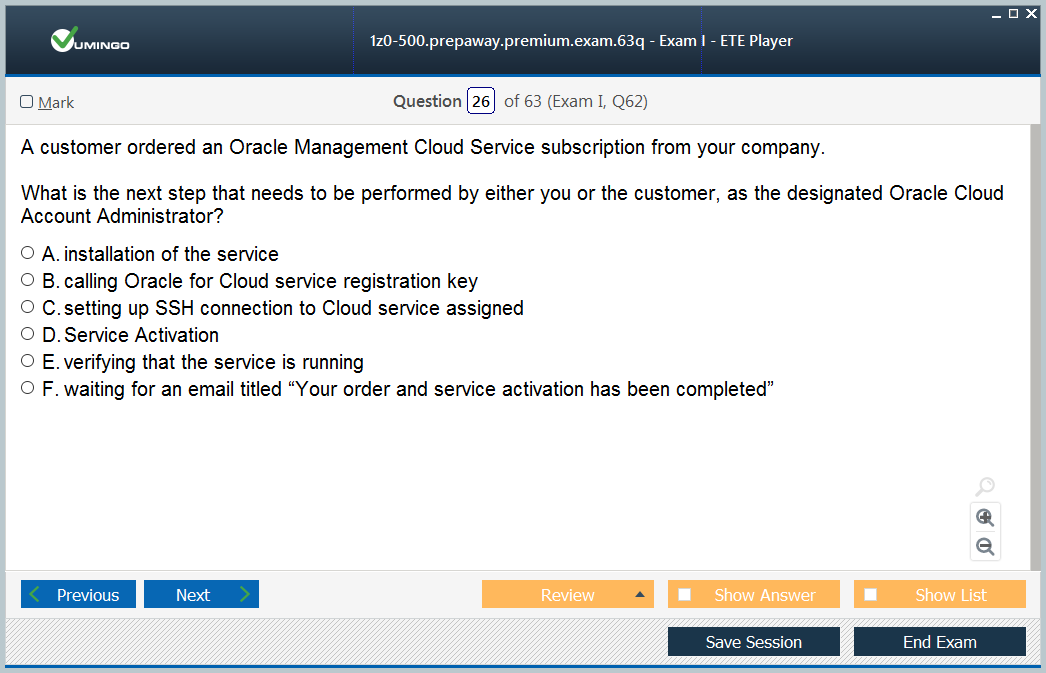 VUMINGO
1z0-500.prepaway.premium.exam.63q - Exam I - ETE Player
Mark
Question 26 of 63 (Exam I, Q62)
A customer ordered an Oracle Management Cloud Service subscription from your company.
What is the next step that needs to be performed by either you or the customer, as the designated Oracle Cloud
Account Administrator?
A. installation of the service
B. calling Oracle for Cloud service registration key
C. setting up SSH connection to Cloud service assigned
D. Service Activation
E. verifying that the service is running
F. waiting for an email titled “Your order and service activation has been completed”
Previous
Next
Review
Show Answer
Show List
Save Session
End Exam